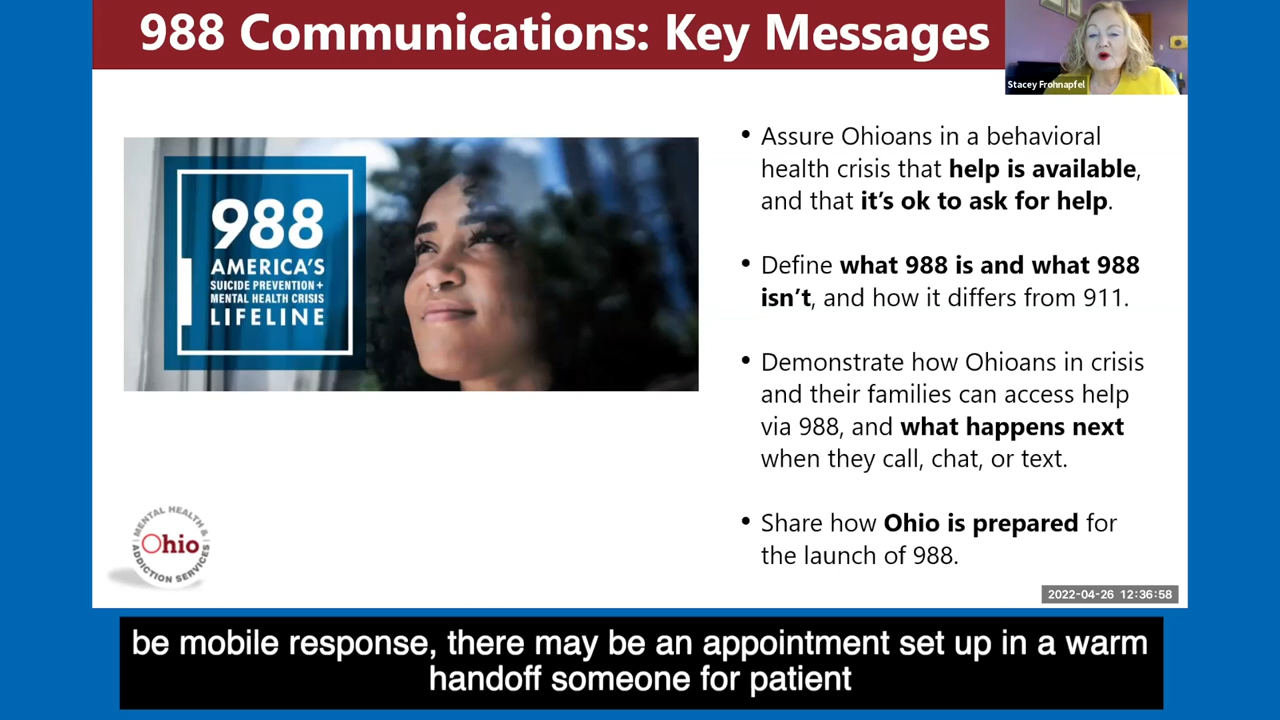 988 Communications: Key Messages
Stacey Frohnapfel
988
AMERICA'S
SUICIDE PREVENTION +
MENTAL HEALTH CRISIS
LIFELINE
• Assure Ohioans in a behavioral
health crisis that help is available,
and that it's ok to ask for help.
• Define what 988 is and what 988
isn't, and how it differs from 911.
• Demonstrate how Ohioans in crisis
and their families can access help
via 988, and what happens next
when they call, chat, or text.
• Share how Ohio is prepared for
the launch of 988.
MENTAL HEALTH &
Ohio
ADDICTION SERVICES
2022-04-26 12:36:58
be mobile response, there may be an appointment set up in a warm
handoff someone for patient